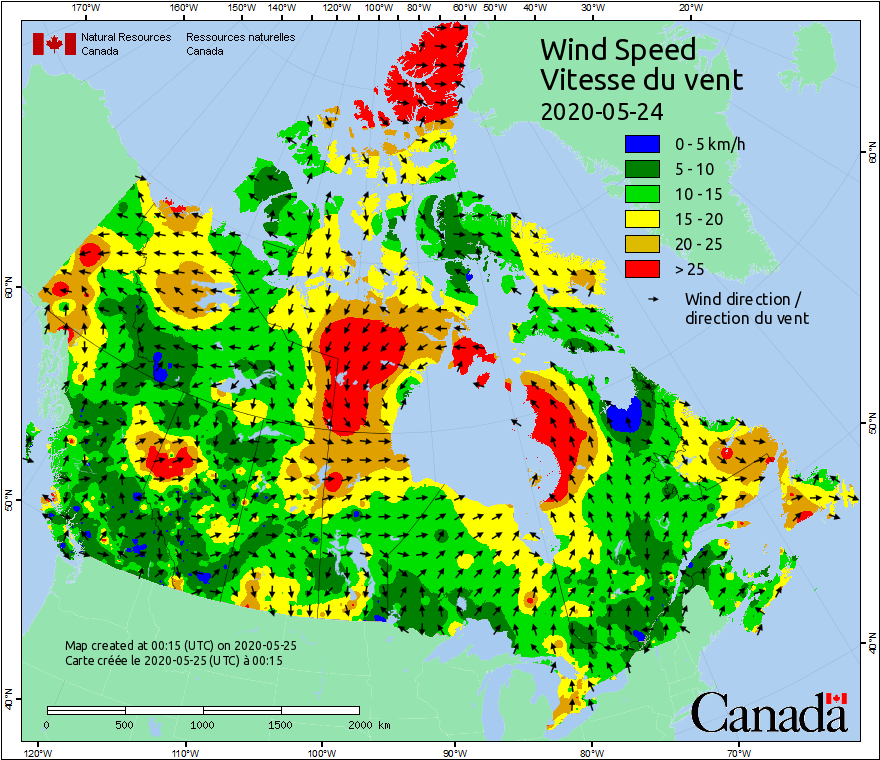 170°W 160°W 150°W 140°W 120°W 100°W 80°W 60°W 50°W 40°W 30°W 20°W
Natural Resources Ressources naturelles
Canada Canada
Wind Speed
Vitesse du vent
2020-05-24
0 - 5 km/h
5 - 10
10 - 15
15 - 20
20 - 25
> 25
Wind direction /
direction du vent
60°N
60°N
50°N
50°N
40°N
40°N
Map created at 00:15 (UTC) on 2020-05-25
Carte créée le 2020-05-25 (UTC) à 00:15
0 500 1000 1500 2000 km
Canada
120°W 110°W 100°W 90°W 80°W 70°W